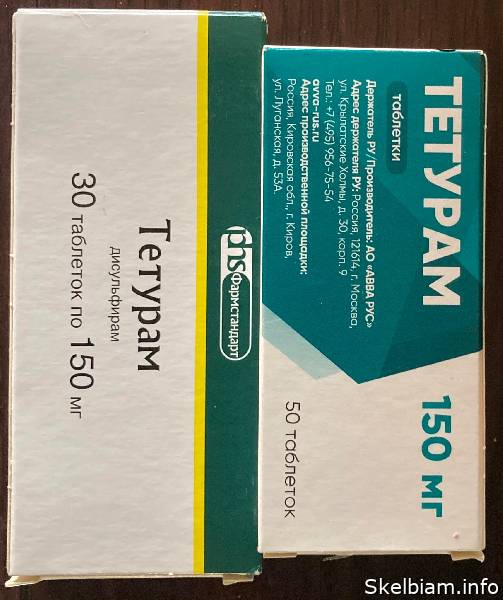 phs Фармстандарт
Тетурам
дисульфирам
30 таблеток по 150 мг
ТЕТУРАМ 150 мг
таблетки
50 таблеток
Держатель РУ/Производитель: АО «АВВА РУС»
Адрес держателя РУ: Россия, 121614, г. Москва,
ул. Крылатские Холмы, д. 30, корп. 9
Тел.: +7 (495) 956-75-54
avva-rus.ru
Адрес производственной площадки:
Россия, Кировская обл., г. Киров,
ул. Луганская, д. 53А.
Skelbiam.info